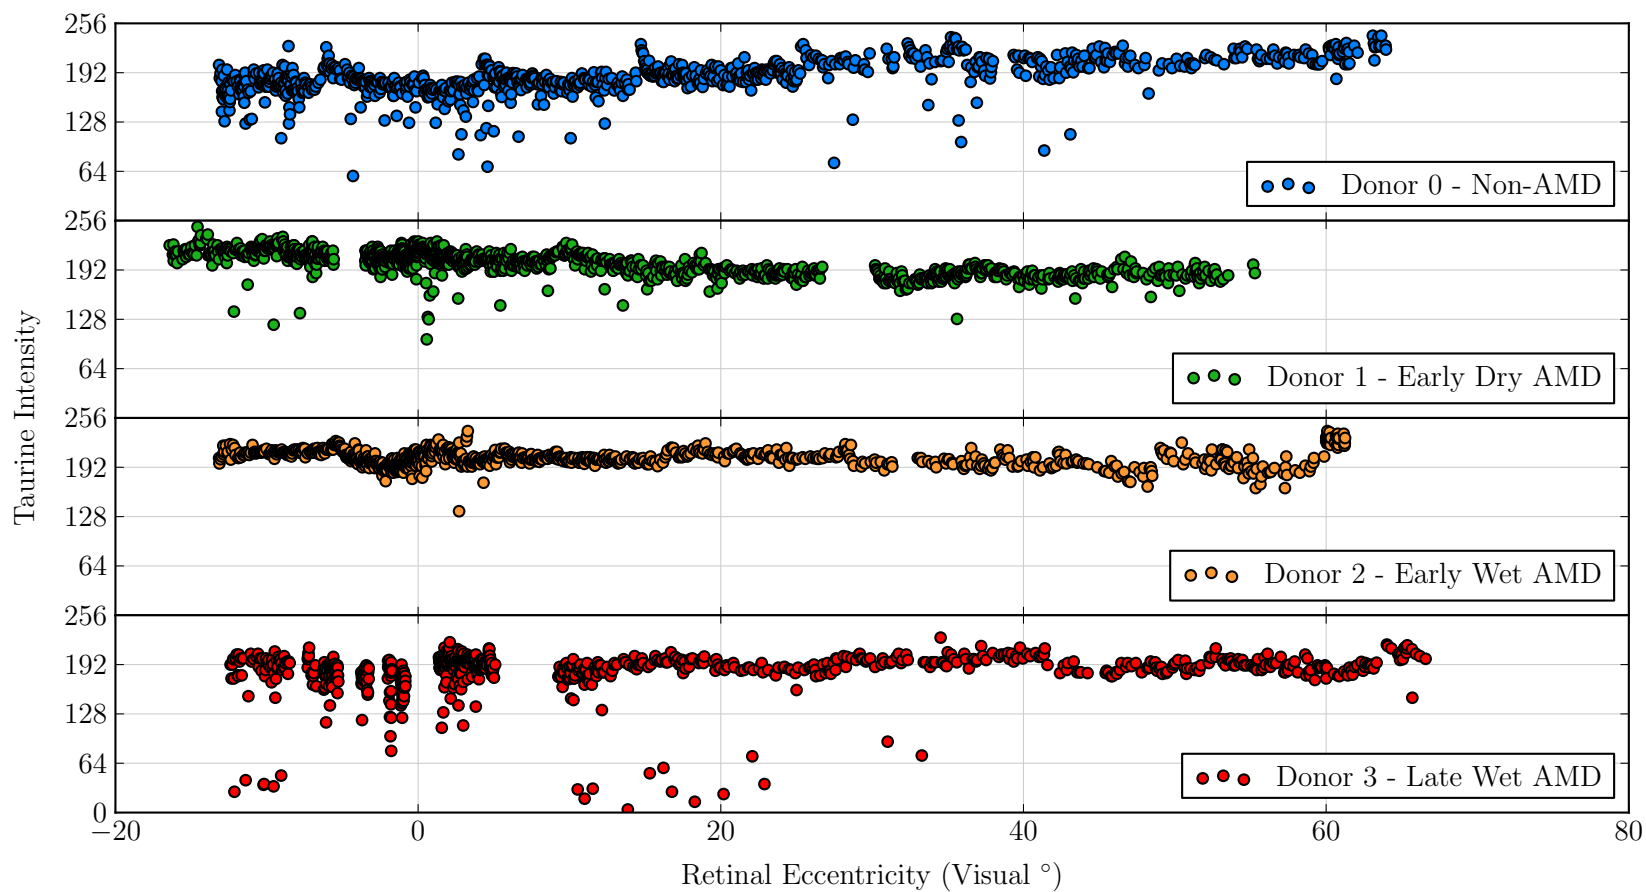 256
192
128
64
Donor 0 - Non-AMD
256
192
128
64
Donor 1 - Early Dry AMD
256
192
128
64
Donor 2 - Early Wet AMD
256
192
128
64
0
Donor 3 - Late Wet AMD
Taurine Intensity
−20 0 20 40 60 80
Retinal Eccentricity (Visual °)